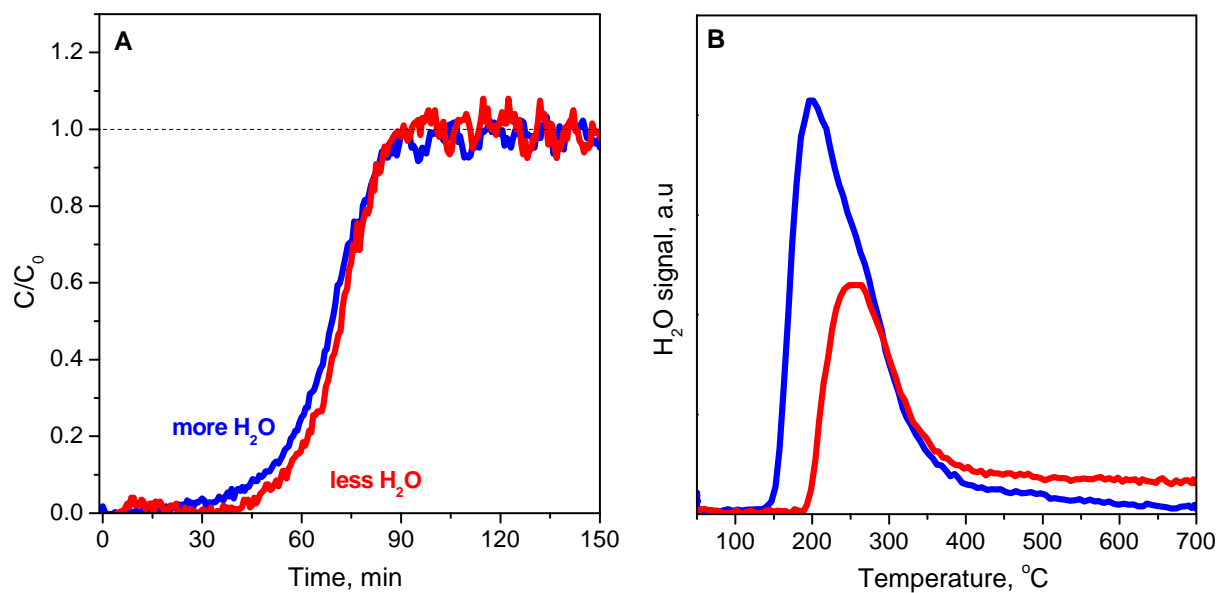 A
1.2
1.0
0.8
0.6
0.4
0.2
0.0
C/C₀
more H₂O
less H₂O
0 30 60 90 120 150
Time, min
B
H₂O signal, a.u
100 200 300 400 500 600 700
Temperature, °C